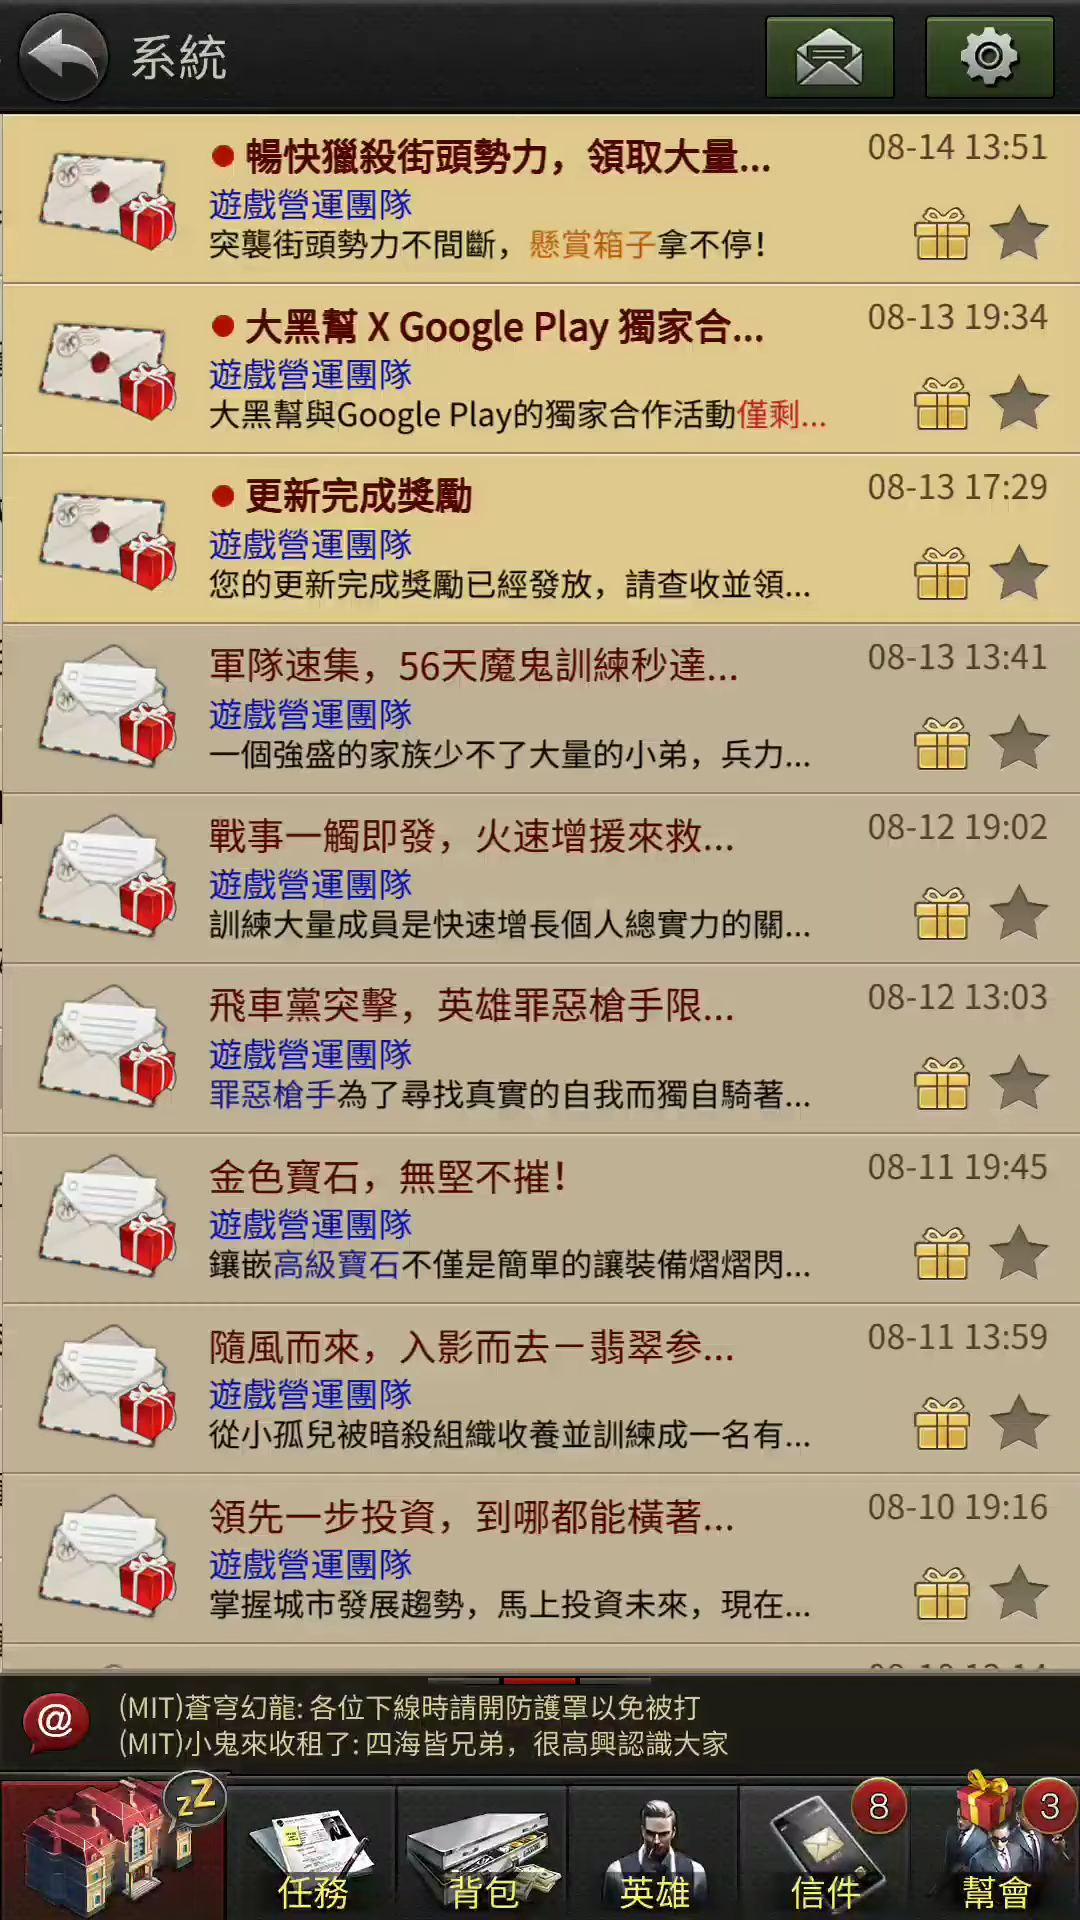 系統
暢快獵殺街頭勢力，領取大量...
08-14 13:51
遊戲營運團隊
突襲街頭勢力不間斷，懸賞箱子拿不停！
大黑幫 X Google Play 獨家合...
08-13 19:34
遊戲營運團隊
大黑幫與Google Play的獨家合作活動僅剩...
更新完成獎勵
08-13 17:29
遊戲營運團隊
您的更新完成獎勵已經發放，請查收並領...
軍隊速集，56天魔鬼訓練秒達...
08-13 13:41
遊戲營運團隊
一個強盛的家族少不了大量的小弟，兵力...
戰事一觸即發，火速增援來救...
08-12 19:02
遊戲營運團隊
訓練大量成員是快速增長個人總實力的關...
飛車黨突擊，英雄罪惡槍手限...
08-12 13:03
遊戲營運團隊
罪惡槍手為了尋找真實的自我而獨自騎著...
金色寶石，無堅不摧！
08-11 19:45
遊戲營運團隊
鑲嵌高級寶石不僅是簡單的讓裝備熠熠閃...
隨風而來，入影而去－翡翠參...
08-11 13:59
遊戲營運團隊
從小孤兒被暗殺組織收養並訓練成一名有...
領先一步投資，到哪都能橫著...
08-10 19:16
遊戲營運團隊
掌握城市發展趨勢，馬上投資未來，現在...
(MIT)蒼穹幻龍: 各位下線時請開防護罩以免被打
(MIT)小鬼來收租了: 四海皆兄弟，很高興認識大家
zZ
8
3
任務
背包
英雄
信件
幫會